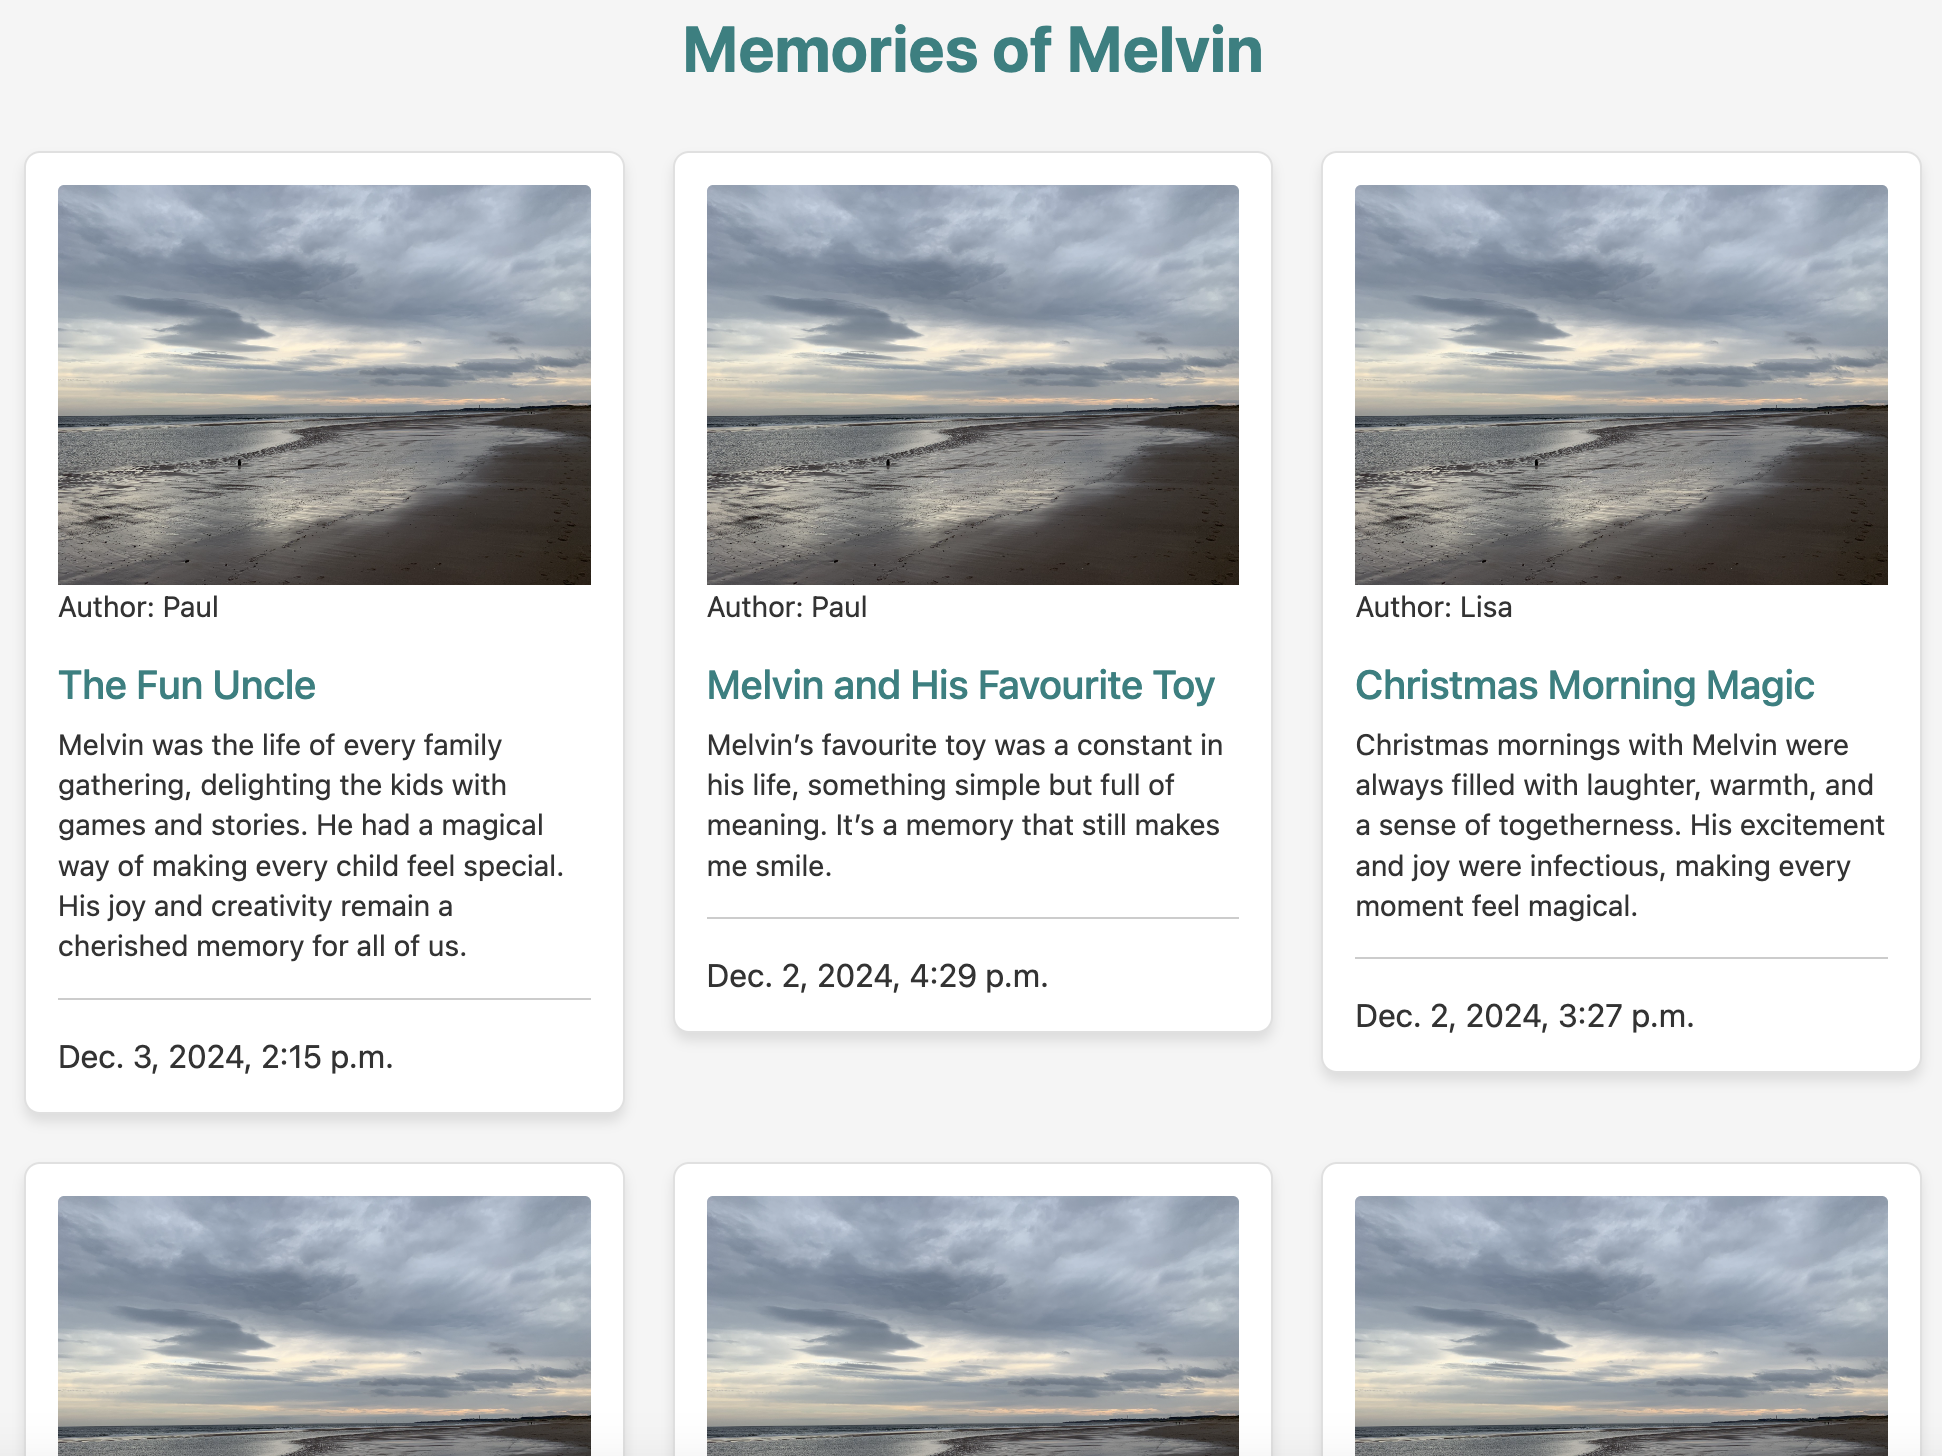 Memories of Melvin
Author: Paul
The Fun Uncle
Melvin was the life of every family
gathering, delighting the kids with
games and stories. He had a magical
way of making every child feel special.
His joy and creativity remain a
cherished memory for all of us.
Dec. 3, 2024, 2:15 p.m.
Author: Paul
Melvin and His Favourite Toy
Melvin’s favourite toy was a constant in
his life, something simple but full of
meaning. It’s a memory that still makes
me smile.
Dec. 2, 2024, 4:29 p.m.
Author: Lisa
Christmas Morning Magic
Christmas mornings with Melvin were
always filled with laughter, warmth, and
a sense of togetherness. His excitement
and joy were infectious, making every
moment feel magical.
Dec. 2, 2024, 3:27 p.m.